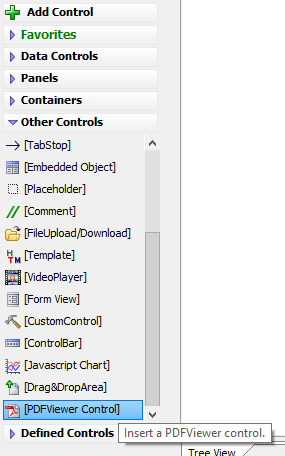 Add Control
Favorites
Data Controls
Panels
Containers
Other Controls
[TabStop]
[Embedded Object]
[Placeholder]
[Comment]
[FileUpload/Download]
[Template]
[VideoPlayer]
[Form View]
[CustomControl]
[ControlBar]
[Javascript Chart]
[Drag&DropArea]
[PDFViewer Control]
Defined Controls
Insert a PDFViewer control.
Tree View